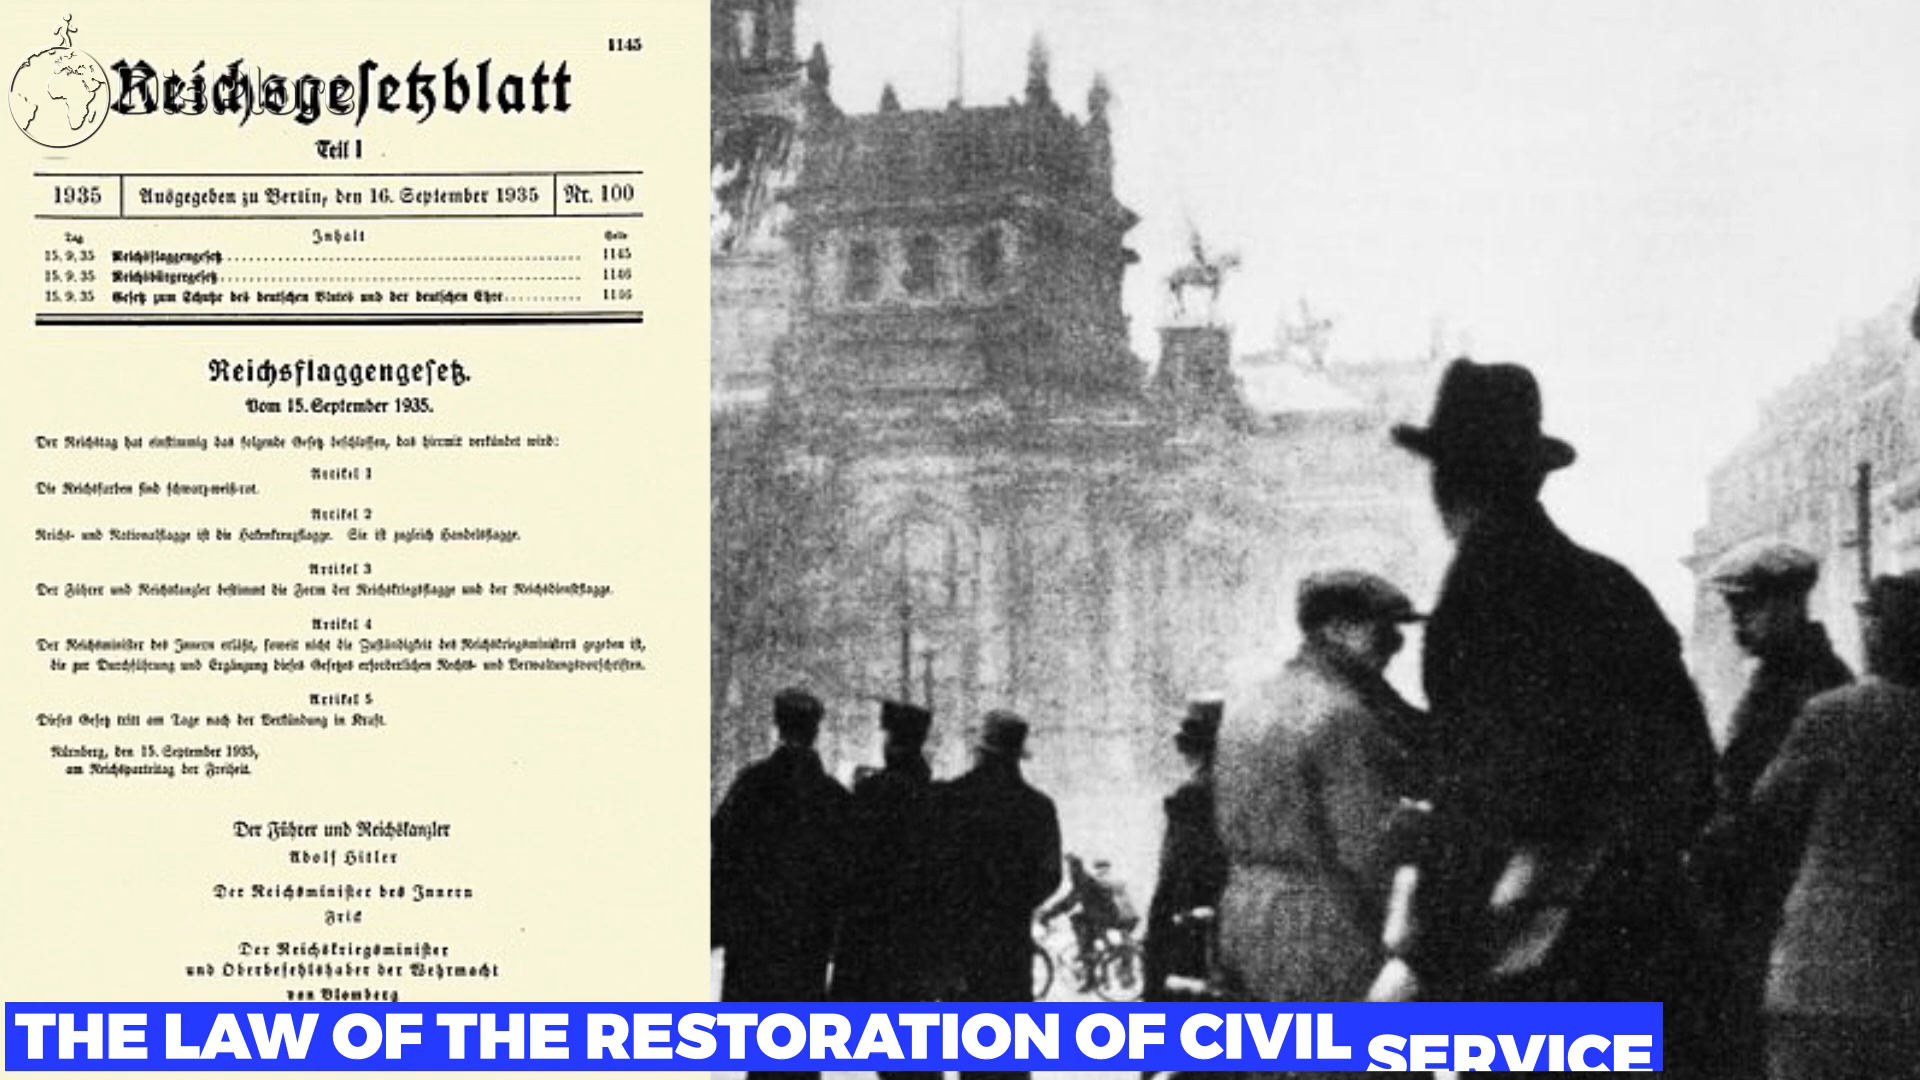 1145
Reichsgesetzblatt
Teil I
1935 Ausgegeben zu Berlin, den 16. September 1935 Nr. 100
Tag Inhalt Seite
15. 9. 35 Reichsflaggengesetz 1145
15. 9. 35 Reichsbürgergesetz 1146
15. 9. 35 Gesetz zum Schutze des deutschen Blutes und der deutschen Ehre 1146
Reichsflaggengesetz.
Vom 15. September 1935.
Der Reichstag hat einstimmig das folgende Gesetz beschlossen, das hiermit verkündet wird:
Artikel 1
Die Reichsfarben sind schwarz-weiß-rot.
Artikel 2
Reichs- und Nationalflagge ist die Hakenkreuzflagge. Sie ist zugleich Handelsflagge.
Artikel 3
Der Führer und Reichskanzler bestimmt die Form der Reichskriegsflagge und der Reichsdienstflagge.
Artikel 4
Der Reichsminister des Innern erläßt, soweit nicht die Zuständigkeit des Reichskriegsministers gegeben ist,
die zur Durchführung und Ergänzung dieses Gesetzes erforderlichen Rechts- und Verwaltungsvorschriften.
Artikel 5
Dieses Gesetz tritt am Tage nach der Verkündung in Kraft.
Nürnberg, den 15. September 1935,
am Reichsparteitag der Freiheit.
Der Führer und Reichskanzler
Adolf Hitler
Der Reichsminister des Innern
Frick
Der Reichskriegsminister
und Oberbefehlshaber der Wehrmacht
von Blomberg
THE LAW OF THE RESTORATION OF CIVIL SERVICE